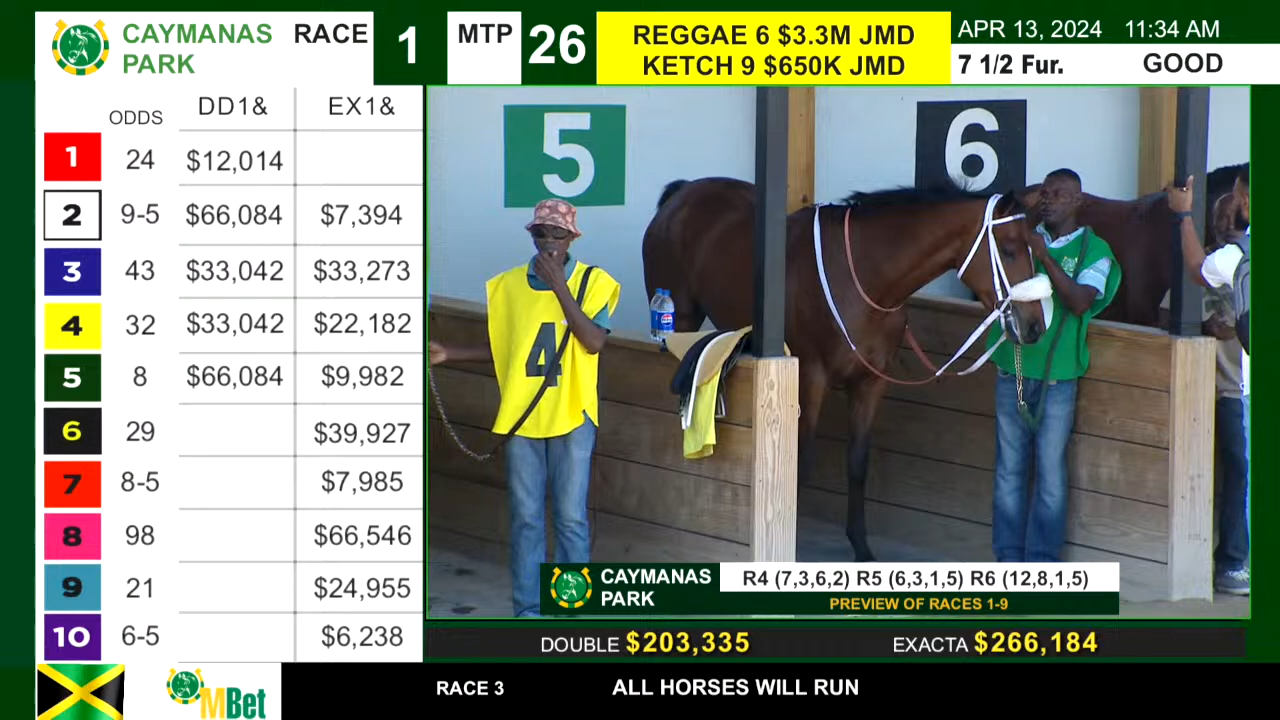 CAYMANAS PARK
RACE 1
MTP 26
REGGAE 6 $3.3M JMD
KETCH 9 $650K JMD
APR 13, 2024 11:34 AM
7 1/2 Fur. GOOD
ODDS DD1& EX1&
1 24 $12,014
2 9-5 $66,084 $7,394
3 43 $33,042 $33,273
4 32 $33,042 $22,182
5 8 $66,084 $9,982
6 29 $39,927
7 8-5 $7,985
8 98 $66,546
9 21 $24,955
10 6-5 $6,238
5
6
4
CAYMANAS PARK
R4 (7,3,6,2) R5 (6,3,1,5) R6 (12,8,1,5)
PREVIEW OF RACES 1-9
DOUBLE $203,335 EXACTA $266,184
MBet
RACE 3 ALL HORSES WILL RUN